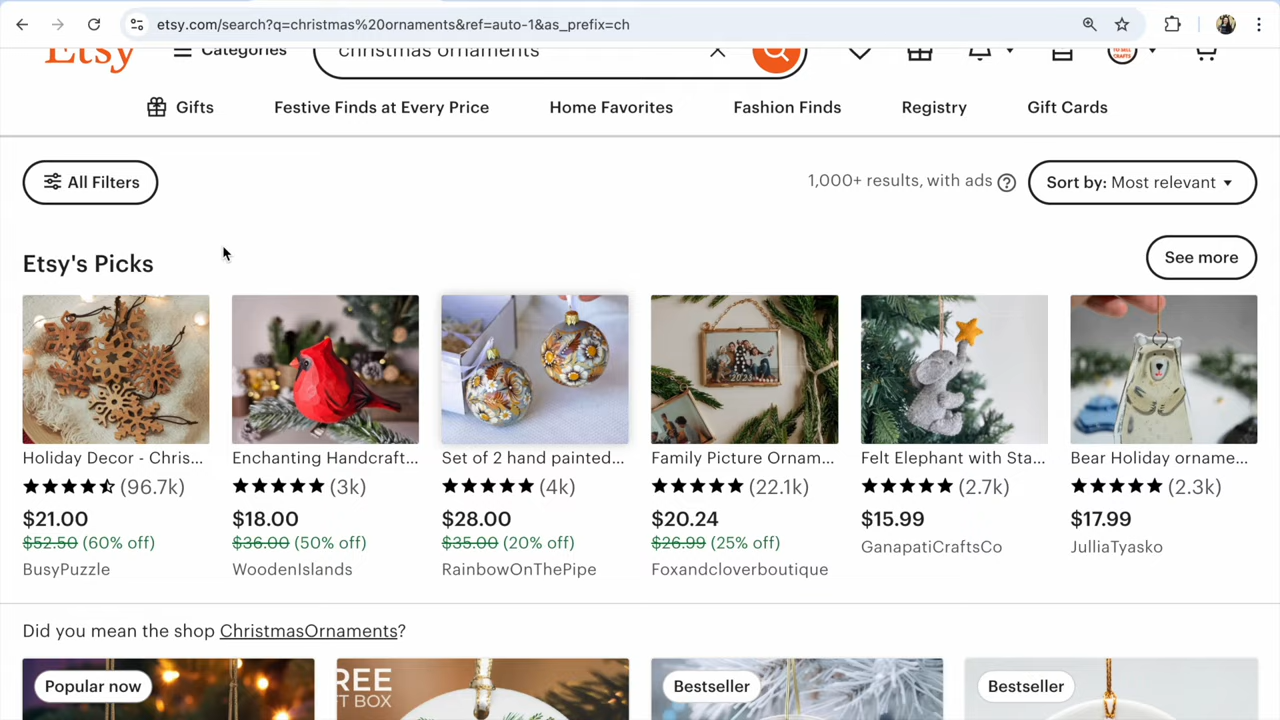 etsy.com/search?q=christmas%20ornaments&ref=auto-1&as_prefix=ch
Etsy Categories christmas ornaments
Gifts Festive Finds at Every Price Home Favorites Fashion Finds Registry Gift Cards
All Filters 1,000+ results, with ads ? Sort by: Most relevant
Etsy's Picks See more
Holiday Decor - Chris... Enchanting Handcraft... Set of 2 hand painted... Family Picture Ornam... Felt Elephant with Sta... Bear Holiday orname...
(96.7k) (3k) (4k) (22.1k) (2.7k) (2.3k)
$21.00 $18.00 $28.00 $20.24 $15.99 $17.99
$52.50 (60% off) $36.00 (50% off) $35.00 (20% off) $26.99 (25% off) GanapatiCraftsCo JulliaTyasko
BusyPuzzle WoodenIslands RainbowOnThePipe Foxandcloverboutique
Did you mean the shop ChristmasOrnaments?
Popular now Bestseller Bestseller